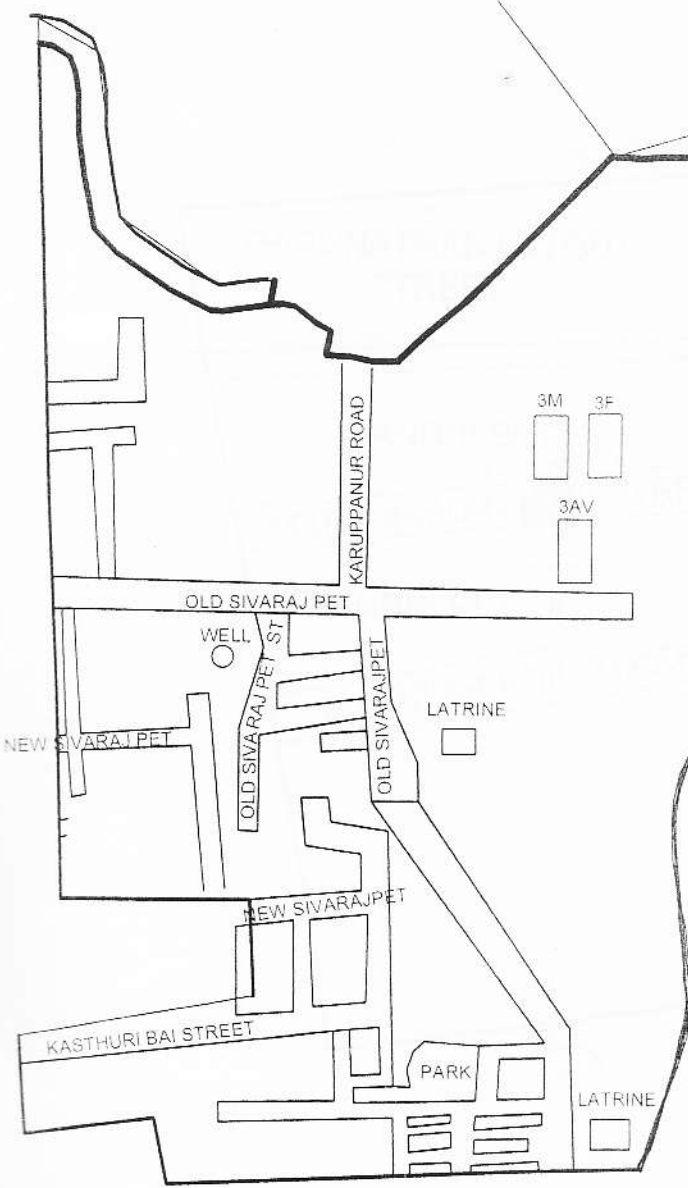 KARUPPANUR ROAD
3M
3F
3AV
OLD SIVARAJ PET
WELL
OLD SIVARAJ PET ST
OLD SIVARAJPET
LATRINE
NEW SIVARAJ PET
NEW SIVARAJPET
KASTHURI BAI STREET
PARK
LATRINE